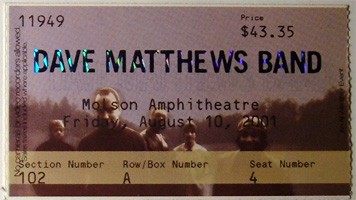 11949
Price
$43.35
DAVE MATTHEWS BAND
Molson Amphitheatre
Friday, August 10, 2001
Section Number Row/Box Number Seat Number
102 A 4